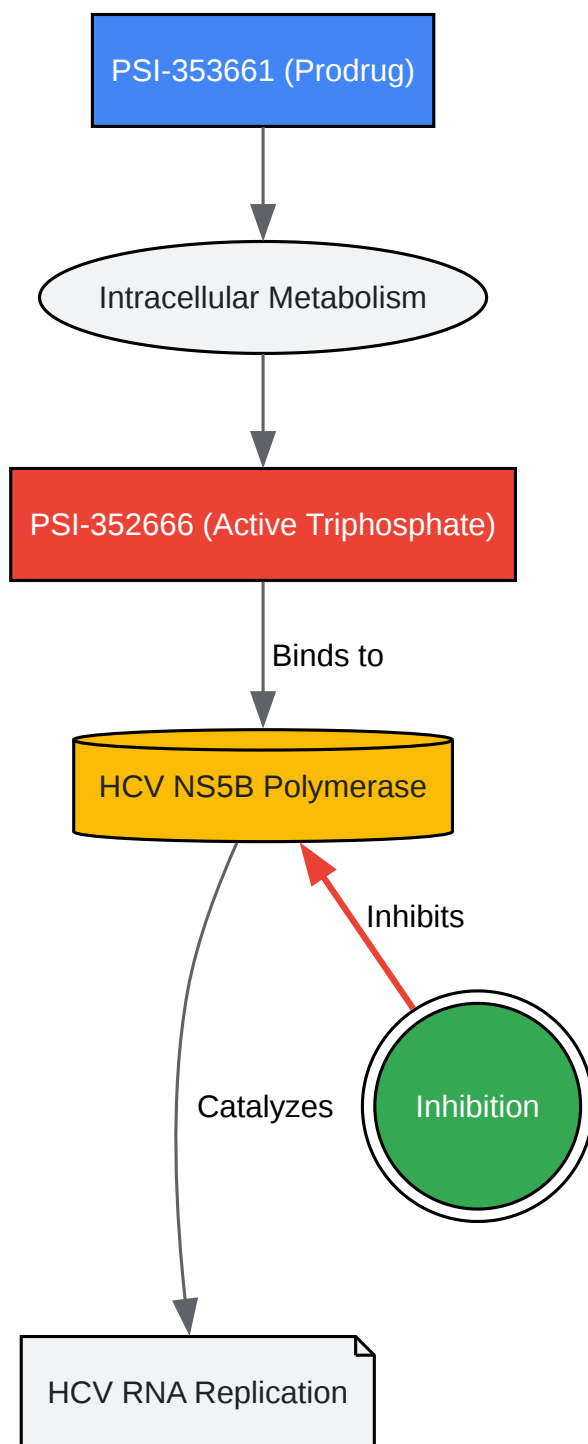 PSI-353661 (Prodrug)
Intracellular Metabolism
PSI-352666 (Active Triphosphate)
Binds to
HCV NS5B Polymerase
Inhibits
Catalyzes
Inhibition
HCV RNA Replication